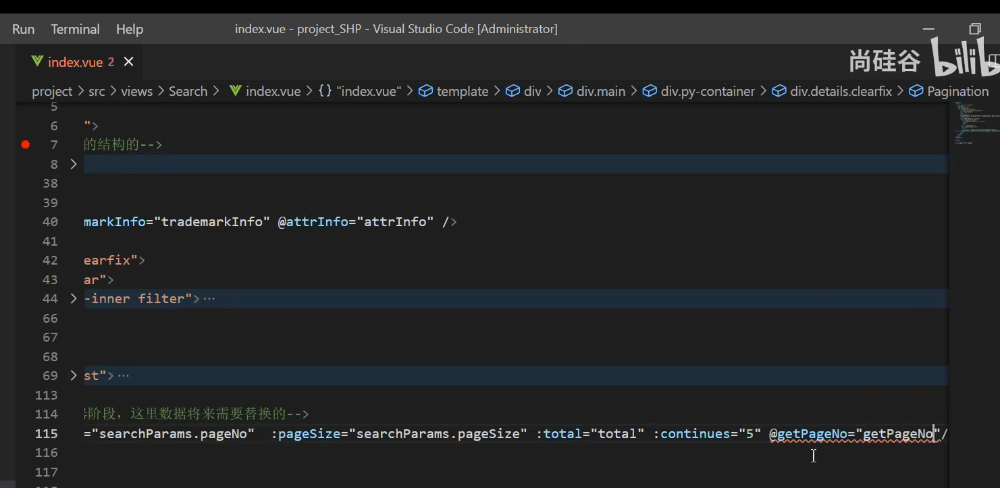 Run Terminal Help index.vue - project_SHP - Visual Studio Code [Administrator]
index.vue 2
尚硅谷 bilib
project > src > views > Search > index.vue > {} "index.vue" > template > div > div.main > div.py-container > div.details.clearfix > Pagination
5
6 ">
7 的结构的-->
8
38
39
40 markInfo="trademarkInfo" @attrInfo="attrInfo" />
41
42 earfix">
43 ar">
44 -inner filter">···
66
67
68
69 st">···
113
114 阶段，这里数据将来需要替换的-->
115 ="searchParams.pageNo" :pageSize="searchParams.pageSize" :total="total" :continues="5" @getPageNo="getPageNo"/
116
117